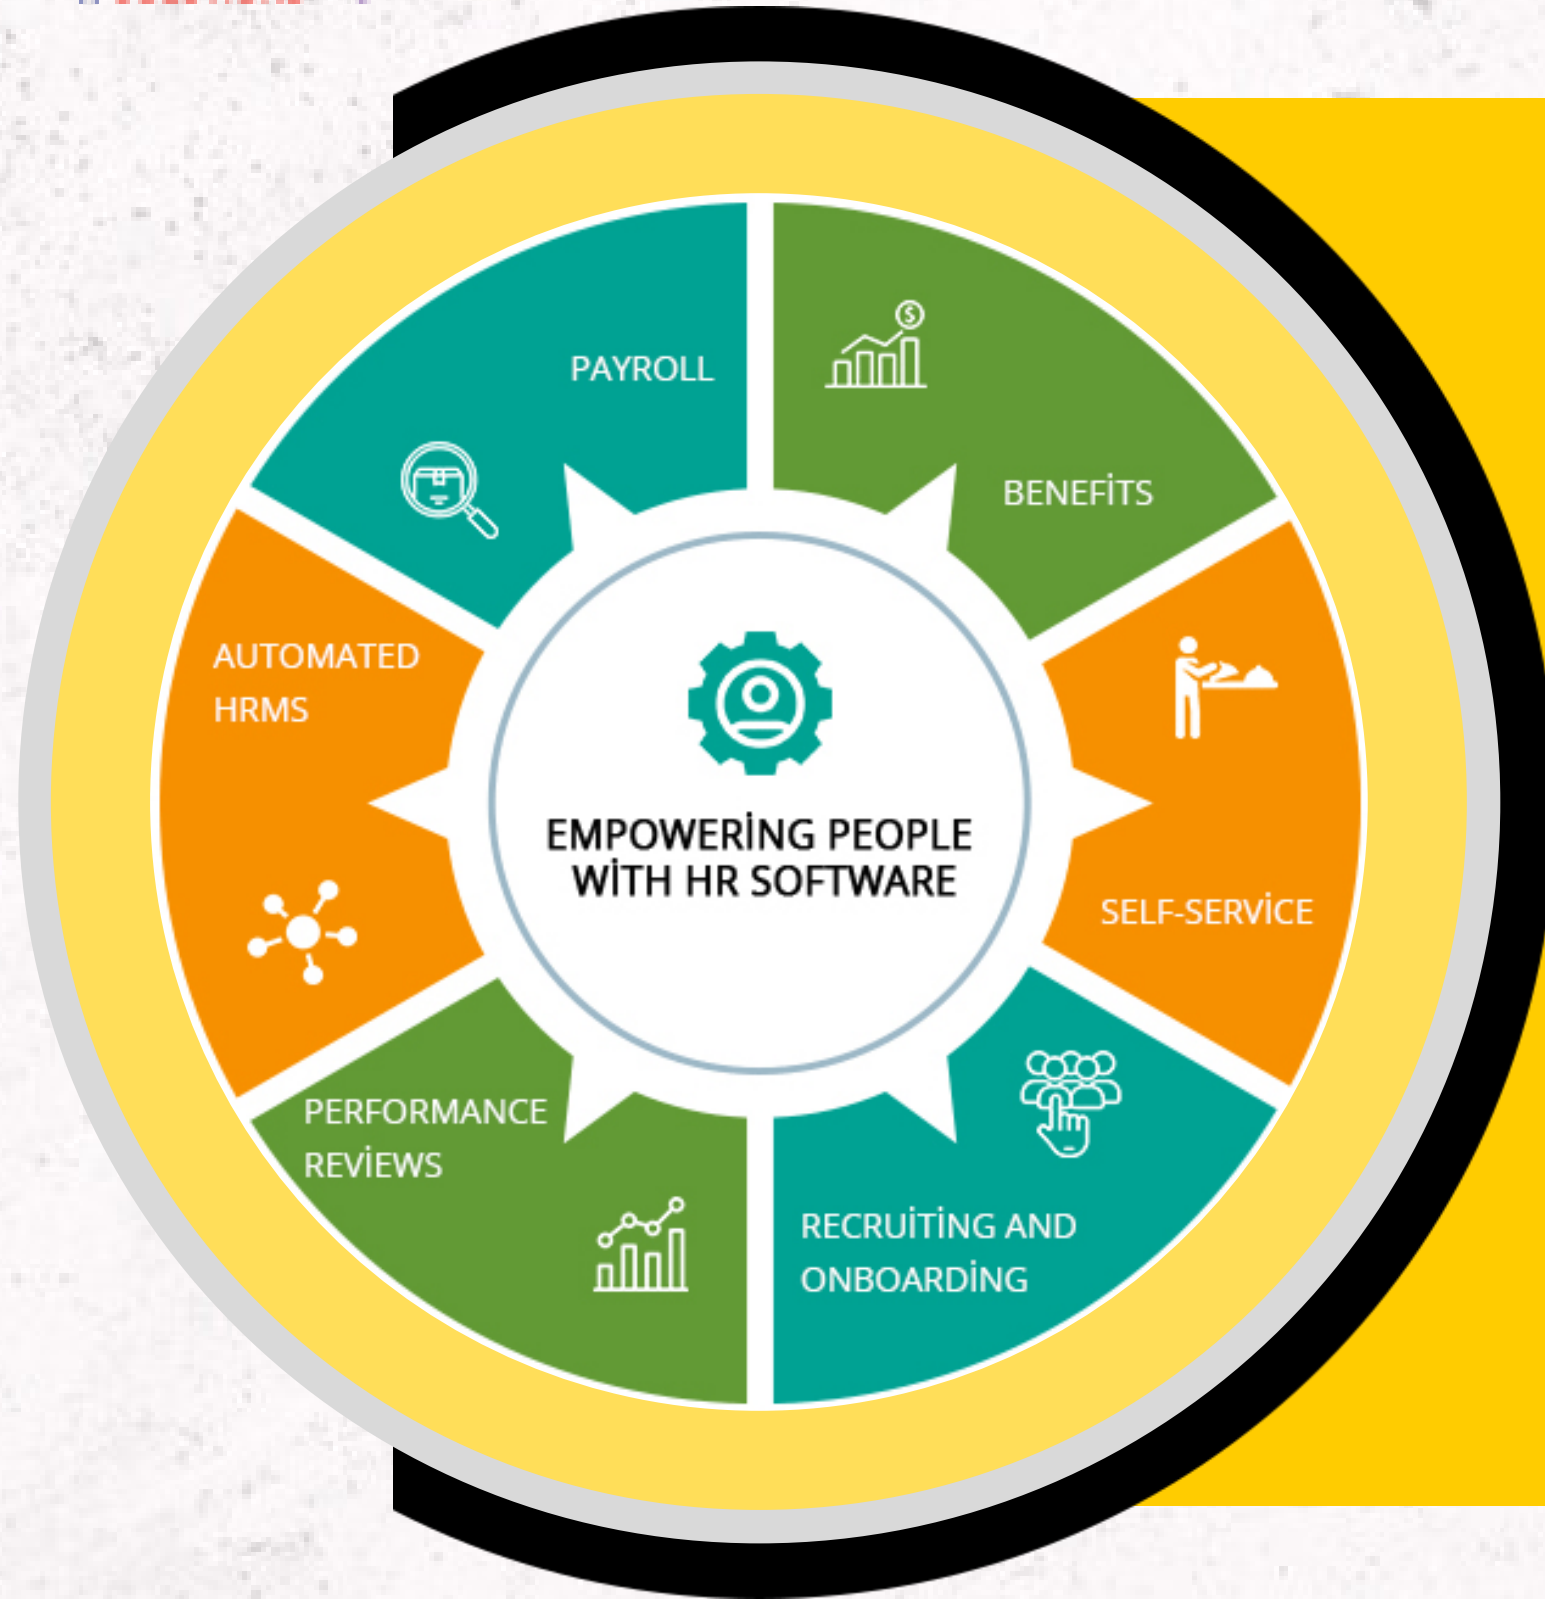 PAYROLL
BENEFİTS
AUTOMATED
HRMS
EMPOWERİNG PEOPLE
WİTH HR SOFTWARE
SELF-SERVİCE
PERFORMANCE
REVİEWS
RECRUİTİNG AND
ONBOARDİNG